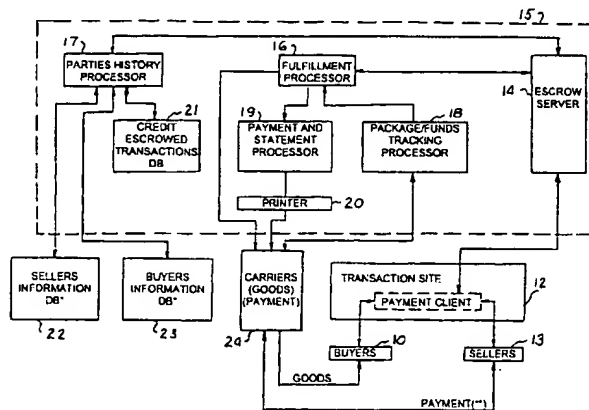 15
17
PARTIES HISTORY
PROCESSOR
16
FULFILLMENT
PROCESSOR
14
ESCROW
SERVER
21
CREDIT
ESCROWED
TRANSACTIONS
DB
19
PAYMENT AND
STATEMENT
PROCESSOR
18
PACKAGE/FUNDS
TRACKING
PROCESSOR
PRINTER
20
SELLERS
INFORMATION
DB*
22
BUYERS
INFORMATION
DB*
23
CARRIERS
(GOODS)
(PAYMENT)
24
TRANSACTION SITE
PAYMENT CLIENT
12
BUYERS
10
SELLERS
13
GOODS
PAYMENT(**)